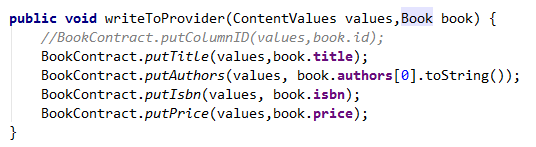 public void writeToProvider(ContentValues values,Book book) {
//BookContract.putColumnID(values,book.id);
BookContract.putTitle(values,book.title);
BookContract.putAuthors(values, book.authors[0].toString());
BookContract.putIsbn(values, book.isbn);
BookContract.putPrice(values,book.price);
}